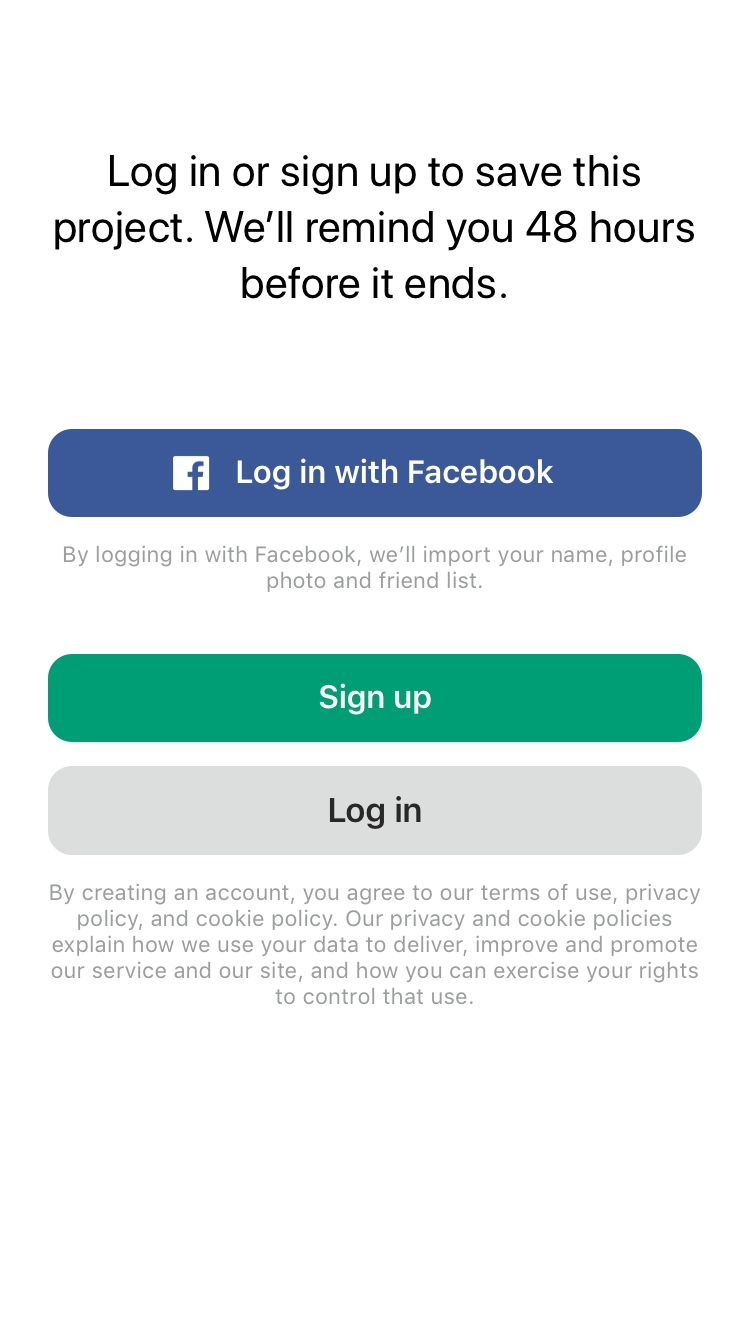 Log in or sign up to save this
project. We’ll remind you 48 hours
before it ends.
Log in with Facebook
By logging in with Facebook, we’ll import your name, profile
photo and friend list.
Sign up
Log in
By creating an account, you agree to our terms of use, privacy
policy, and cookie policy. Our privacy and cookie policies
explain how we use your data to deliver, improve and promote
our service and our site, and how you can exercise your rights
to control that use.